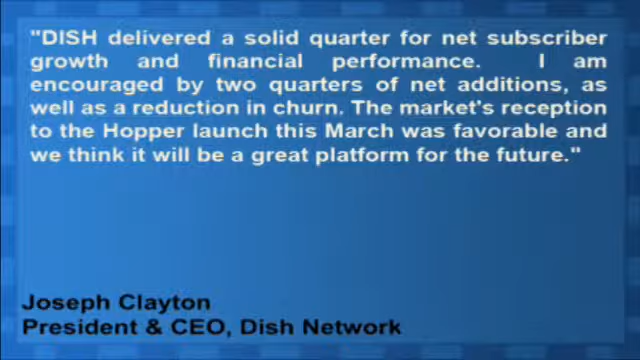 "DISH delivered a solid quarter for net subscriber
growth and financial performance. I am
encouraged by two quarters of net additions, as
well as a reduction in churn. The market's reception
to the Hopper launch this March was favorable and
we think it will be a great platform for the future."
Joseph Clayton
President & CEO, Dish Network